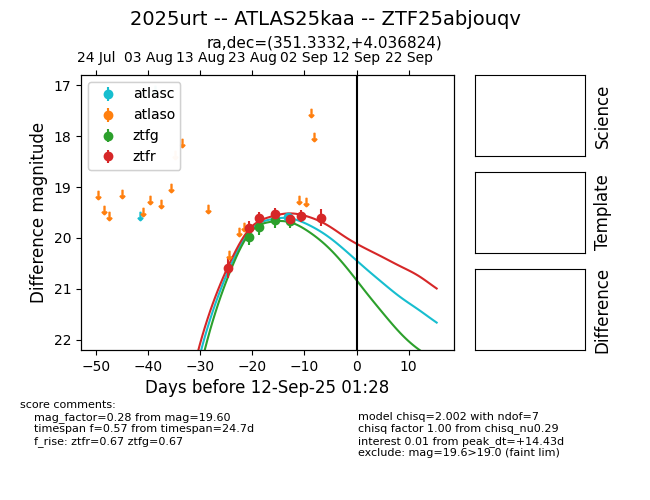 2025urt -- ATLAS25kaa -- ZTF25abjouqv
ra,dec=(351.3332,+4.036824)
24 Jul 03 Aug 13 Aug 23 Aug 02 Sep 12 Sep 22 Sep
17
18
19
20
21
22
Difference magnitude
atlasc
atlaso
ztfg
ztfr
−50 −40 −30 −20 −10 0 10
Days before 12-Sep-25 01:28
Science
Template
Difference
score comments:
mag_factor=0.28 from mag=19.60
timespan f=0.57 from timespan=24.7d
f_rise: ztfr=0.67 ztfg=0.67
model chisq=2.002 with ndof=7
chisq factor 1.00 from chisq_nu0.29
interest 0.01 from peak_dt=+14.43d
exclude: mag=19.6>19.0 (faint lim)